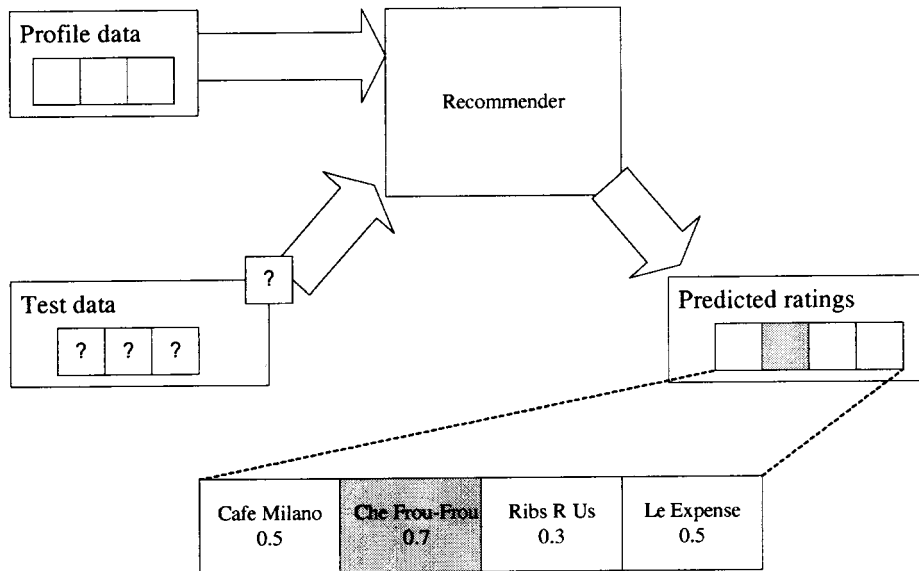 Profile data
Recommender
?
Test data
? ? ?
Predicted ratings
Cafe Milano
0.5
Che Frou-Frou
0.7
Ribs R Us
0.3
Le Expense
0.5